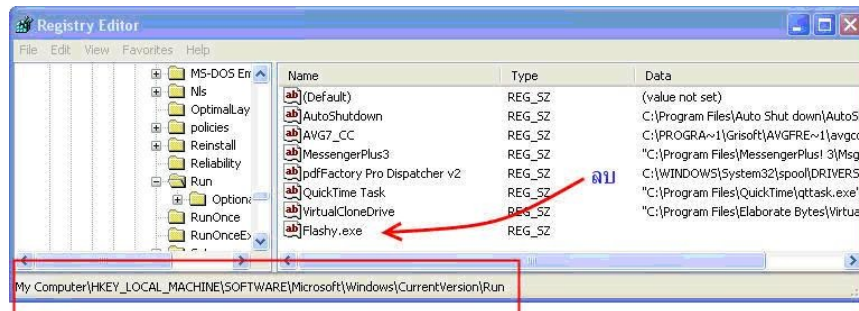 Registry Editor
File Edit View Favorites Help
MS-DOS Em
Nls
OptimalLay
policies
Reinstall
Reliability
Run
Optiona
RunOnce
RunOnceEx
Name Type Data
(Default) REG_SZ (value not set)
AutoShutdown REG_SZ C:\Program Files\Auto Shut down\AutoS
AVG7_CC REG_SZ C:\PROGRA~1\Grisoft\AVGFRE~1\avgcc
MessengerPlus3 REG_SZ "C:\Program Files\MessengerPlus! 3\Msg
pdfFactory Pro Dispatcher v2 REG_SZ C:\WINDOWS\System32\spool\DRIVERS
QuickTime Task REG_SZ "C:\Program Files\QuickTime\qttask.exe"
VirtualCloneDrive REG_SZ "C:\Program Files\Elaborate Bytes\Virtua
Flashy.exe REG_SZ
ลบ
My Computer\HKEY_LOCAL_MACHINE\SOFTWARE\Microsoft\Windows\CurrentVersion\Run